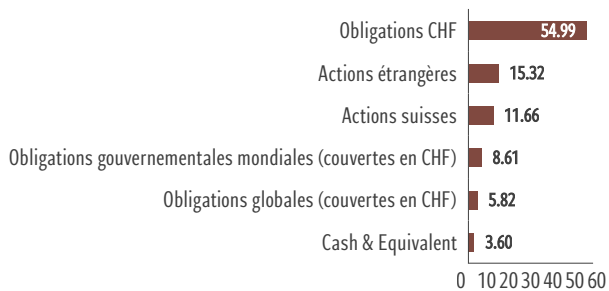 Obligations CHF 54.99
Actions étrangères 15.32
Actions suisses 11.66
Obligations gouvernementales mondiales (couvertes en CHF) 8.61
Obligations globales (couvertes en CHF) 5.82
Cash & Equivalent 3.60
0 10 20 30 40 50 60